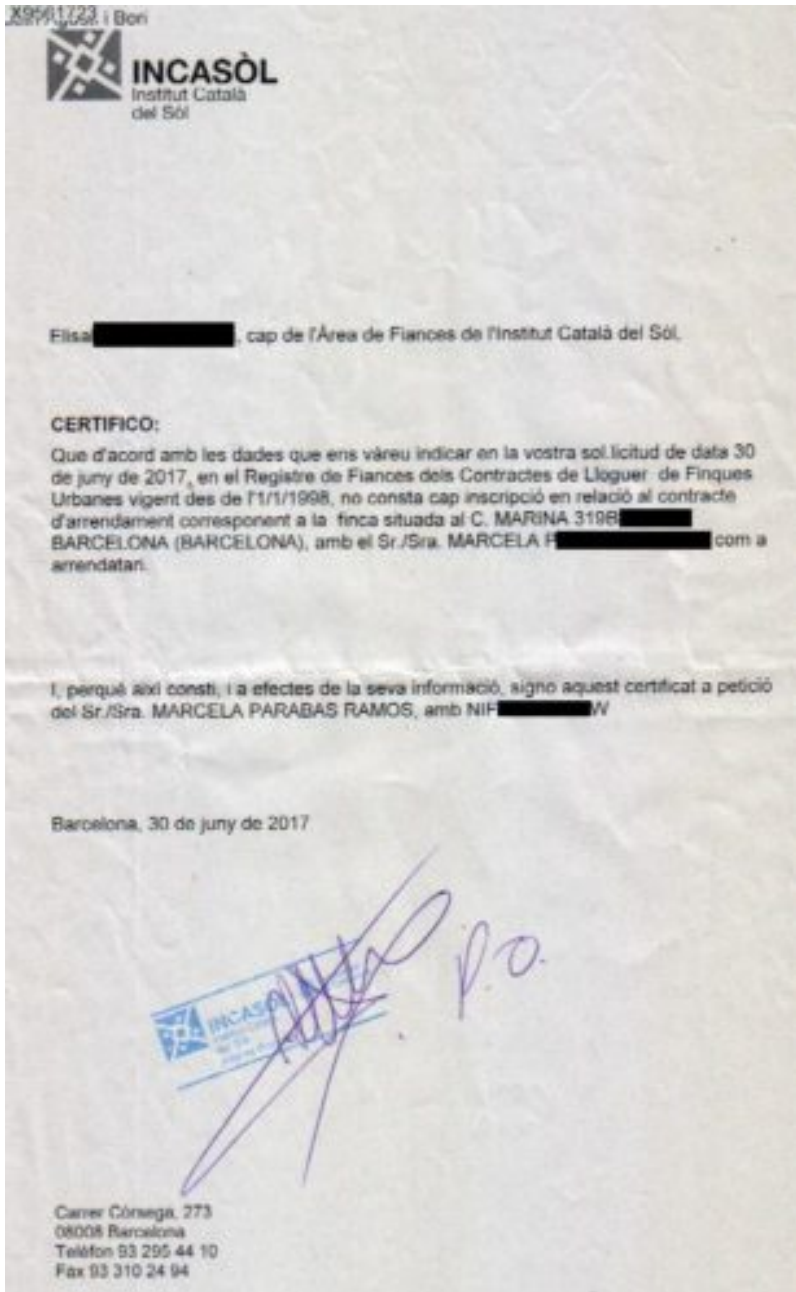 i Bori
INCASÒL
Institut Català
del Sòl
Elisa , cap de l'Àrea de Fiances de l'Institut Català del Sòl,
CERTIFICO:
Que d'acord amb les dades que ens vàreu indicar en la vostra sol.licitud de data 30
de juny de 2017, en el Registre de Fiances dels Contractes de Lloguer de Finques
Urbanes vigent des de l'1/1/1998, no consta cap inscripció en relació al contracte
d'arrendament corresponent a la finca situada al C. MARINA 319B
BARCELONA (BARCELONA), amb el Sr./Sra. MARCELA P com a
arrendatari.
I, perquè així consti, i a efectes de la seva informació, signo aquest certificat a petició
del Sr./Sra. MARCELA PARABAS RAMOS, amb NIF W
Barcelona, 30 de juny de 2017
P.O.
INCASÒL
Carrer Còrsega, 273
08008 Barcelona
Telèfon 93 295 44 10
Fax 93 310 24 94